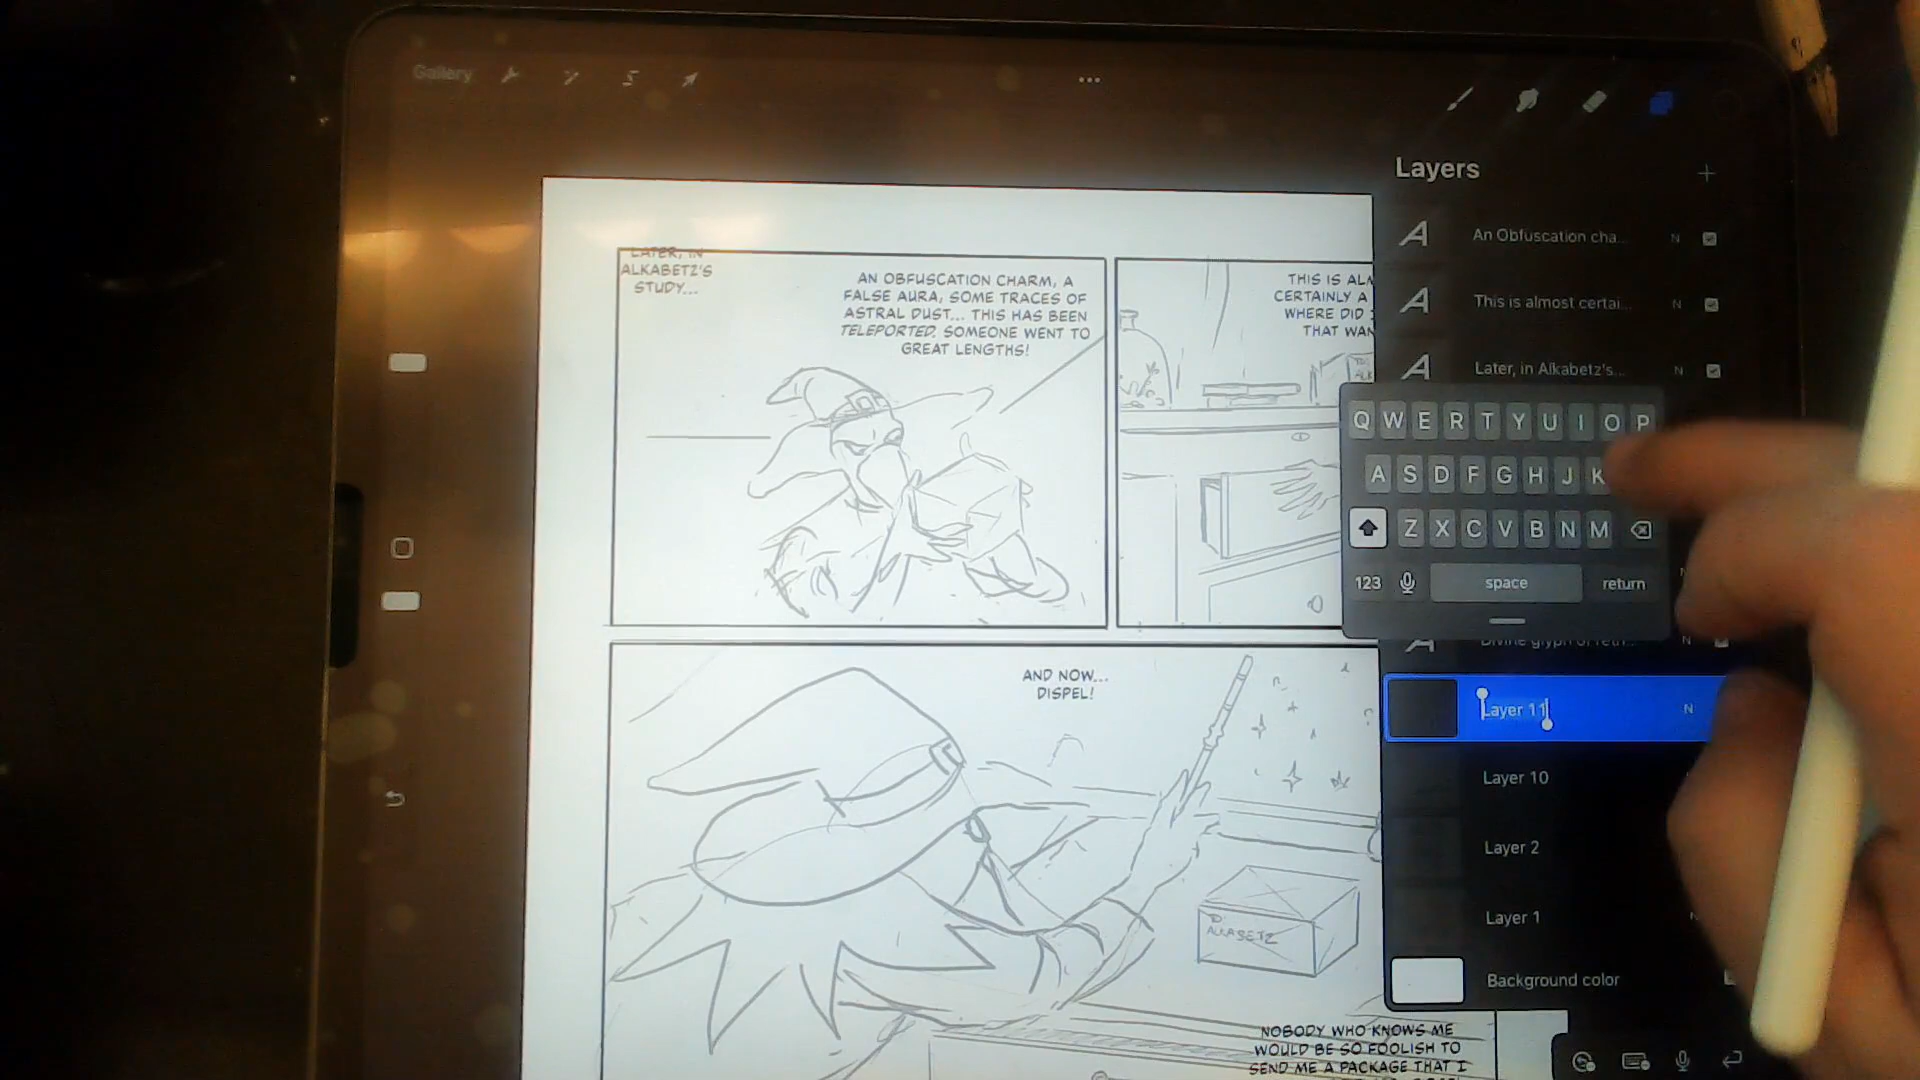 Gallery
Layers
An Obfuscation cha...
This is almost certai...
Later, in Alkabetz's...
N
N
N
LATER, IN
ALKABETZ'S
STUDY...
AN OBFUSCATION CHARM, A
FALSE AURA, SOME TRACES OF
ASTRAL DUST... THIS HAS BEEN
TELEPORTED. SOMEONE WENT TO
GREAT LENGTHS!
THIS IS AL
CERTAINLY A
WHERE DID
THAT WAN
Q W E R T Y U I O P
A S D F G H J K
Z X C V B N M
123 space return
Divine glyph of
N
Layer 11
N
Layer 10
Layer 2
Layer 1
Background color
AND NOW...
DISPEL!
ALKABETZ
NOBODY WHO KNOWS ME
WOULD BE SO FOOLISH TO
SEND ME A PACKAGE THAT I